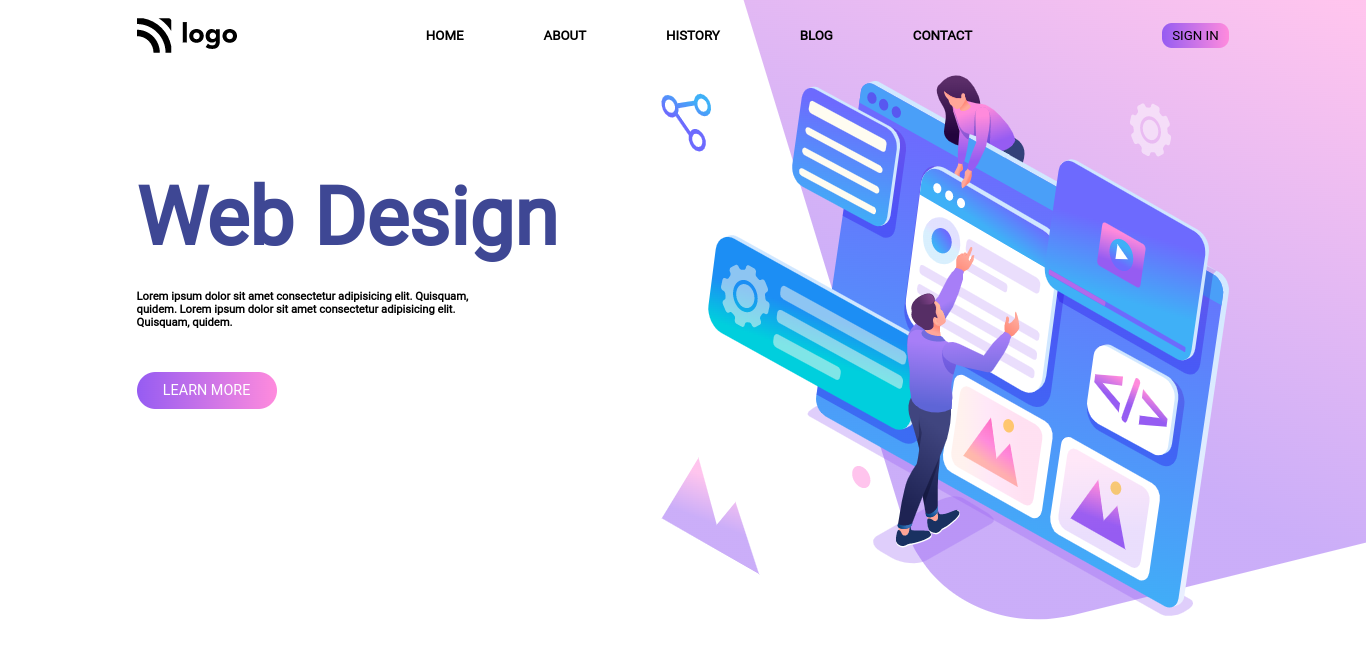 logo
HOME
ABOUT
HISTORY
BLOG
CONTACT
SIGN IN
Web Design
Lorem ipsum dolor sit amet consectetur adipisicing elit. Quisquam,
quidem. Lorem ipsum dolor sit amet consectetur adipisicing elit.
Quisquam, quidem.
LEARN MORE
</>